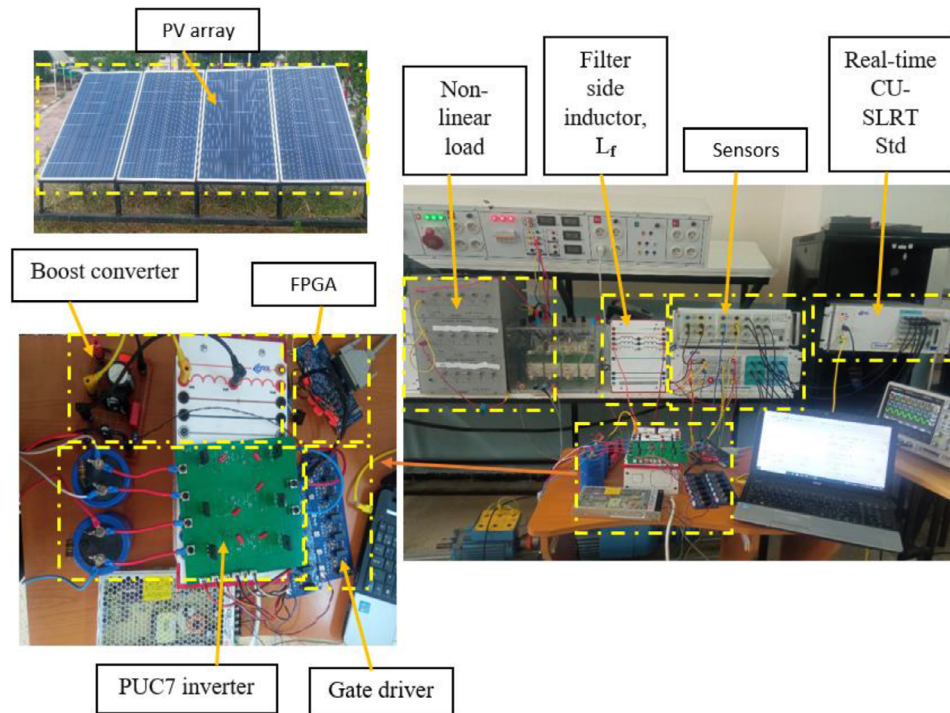 PV array
Non-
linear
load
Filter
side
inductor,
Lf
Sensors
Real-time
CU-
SLRT
Std
Boost converter
FPGA
PUC7 inverter
Gate driver